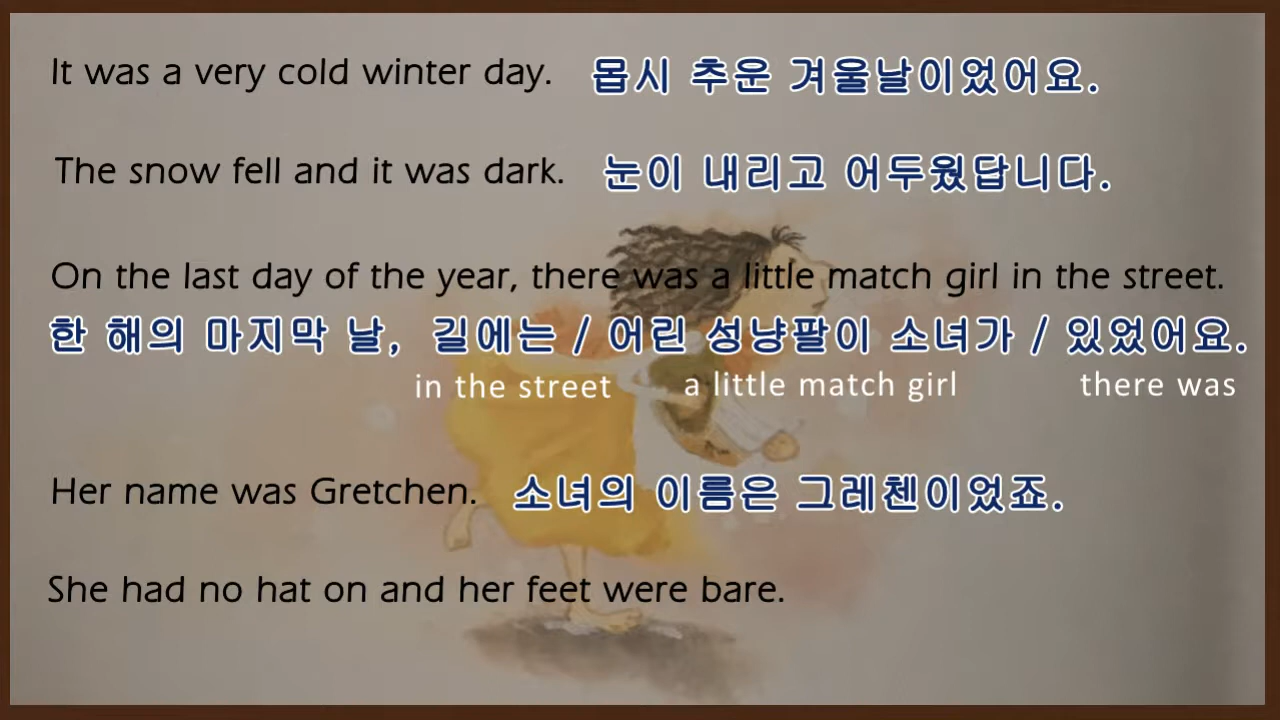 It was a very cold winter day. 몹시 추운 겨울날이었어요.
The snow fell and it was dark. 눈이 내리고 어두웠답니다.
On the last day of the year, there was a little match girl in the street.
한 해의 마지막 날, 길에는 / 어린 성냥팔이 소녀가 / 있었어요.
in the street a little match girl there was
Her name was Gretchen. 소녀의 이름은 그레첸이었죠.
She had no hat on and her feet were bare.